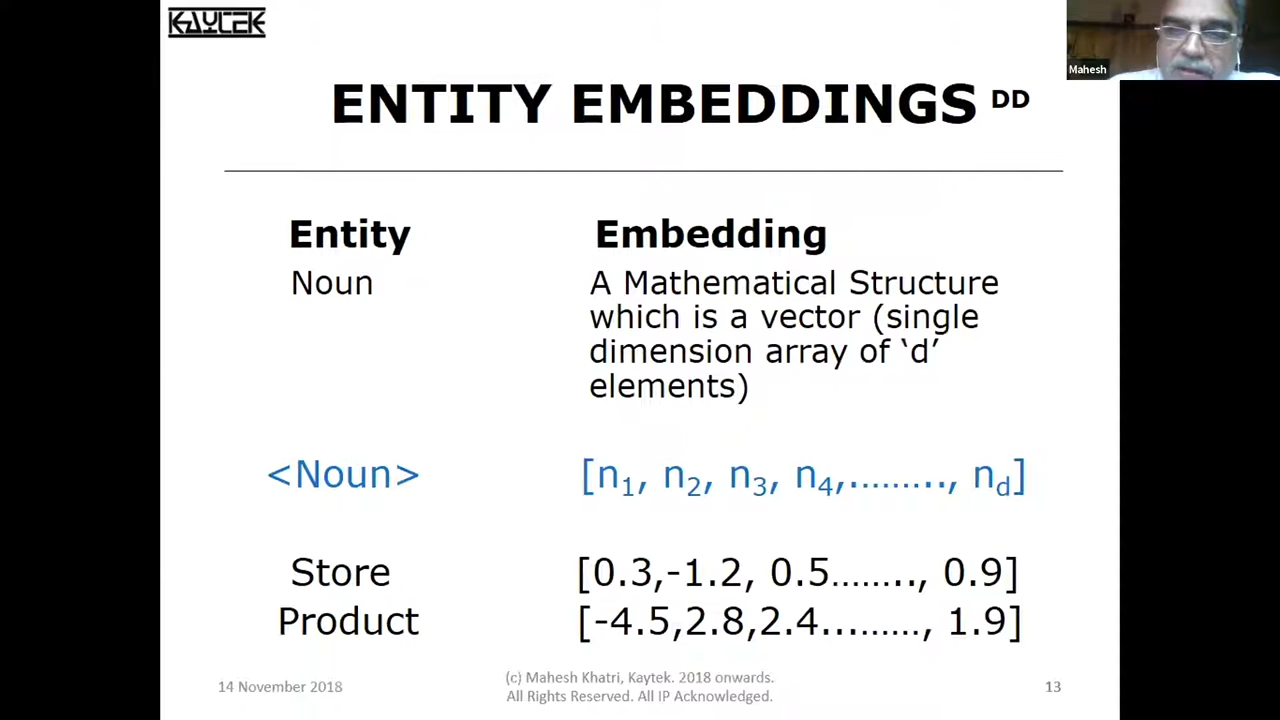 KAYTEK
Mahesh
ENTITY EMBEDDINGS DD
Entity
Embedding
Noun
A Mathematical Structure
which is a vector (single
dimension array of ‘d’
elements)
<Noun>
[n1, n2, n3, n4,…….., nd]
Store
[0.3,-1.2, 0.5…….., 0.9]
Product
[-4.5,2.8,2.4...……, 1.9]
14 November 2018
(c) Mahesh Khatri, Kaytek. 2018 onwards.
All Rights Reserved. All IP Acknowledged.
13